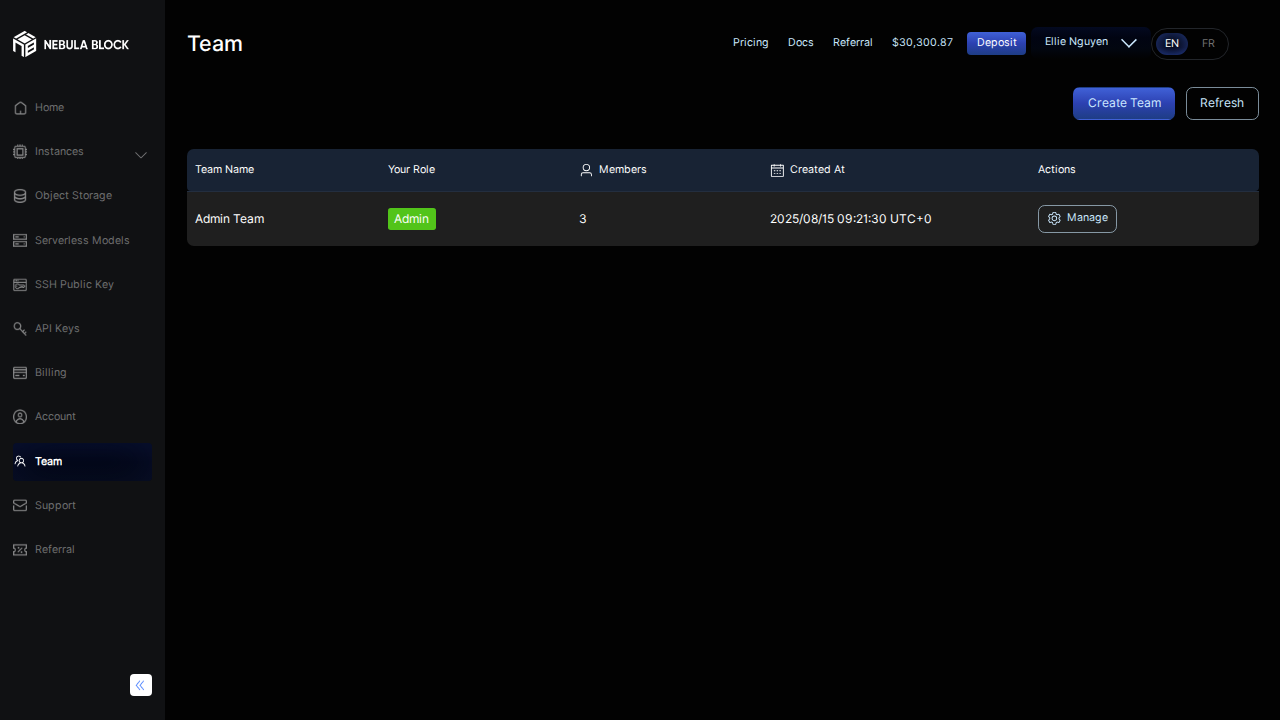 NEBULA BLOCK
Team
Pricing
Docs
Referral
$30,300.87
Deposit
Ellie Nguyen
EN
FR
Home
Instances
Object Storage
Serverless Models
SSH Public Key
API Keys
Billing
Account
Team
Support
Referral
Create Team
Refresh
Team Name
Your Role
Members
Created At
Actions
Admin Team
Admin
3
2025/08/15 09:21:30 UTC+0
Manage